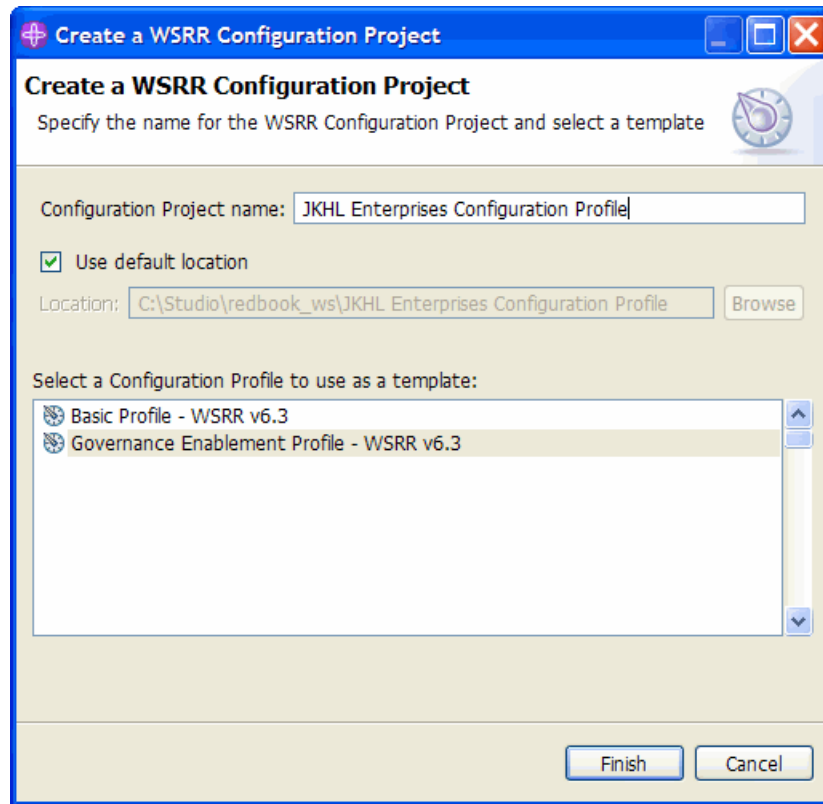 Create a WSRR Configuration Project
Create a WSRR Configuration Project
Specify the name for the WSRR Configuration Project and select a template
Configuration Project name: JKHL Enterprises Configuration Profile
Use default location
Location: C:\Studio\redbook_ws\JKHL Enterprises Configuration Profile Browse
Select a Configuration Profile to use as a template:
Basic Profile - WSRR v6.3
Governance Enablement Profile - WSRR v6.3
Finish Cancel